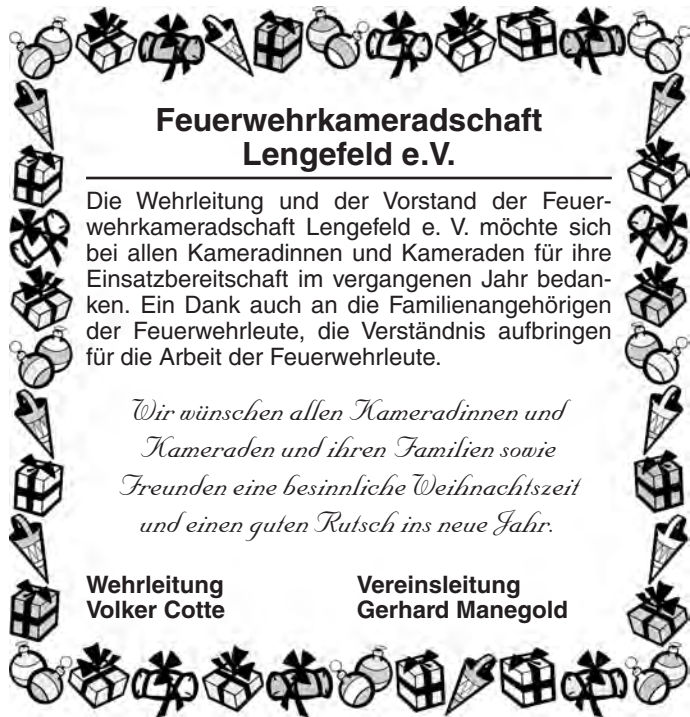 Feuerwehrkameradschaft
Lengefeld e.V.
Die Wehrleitung und der Vorstand der Feuer-
wehrkameradschaft Lengefeld e. V. möchte sich
bei allen Kameradinnen und Kameraden für ihre
Einsatzbereitschaft im vergangenen Jahr bedan-
ken. Ein Dank auch an die Familienangehörigen
der Feuerwehrleute, die Verständnis aufbringen
für die Arbeit der Feuerwehrleute.
Wir wünschen allen Kameradinnen und
Kameraden und ihren Familien sowie
Freunden eine besinnliche Weihnachtszeit
und einen guten Rutsch ins neue Jahr.
Wehrleitung Vereinsleitung
Volker Cotte Gerhard Manegold